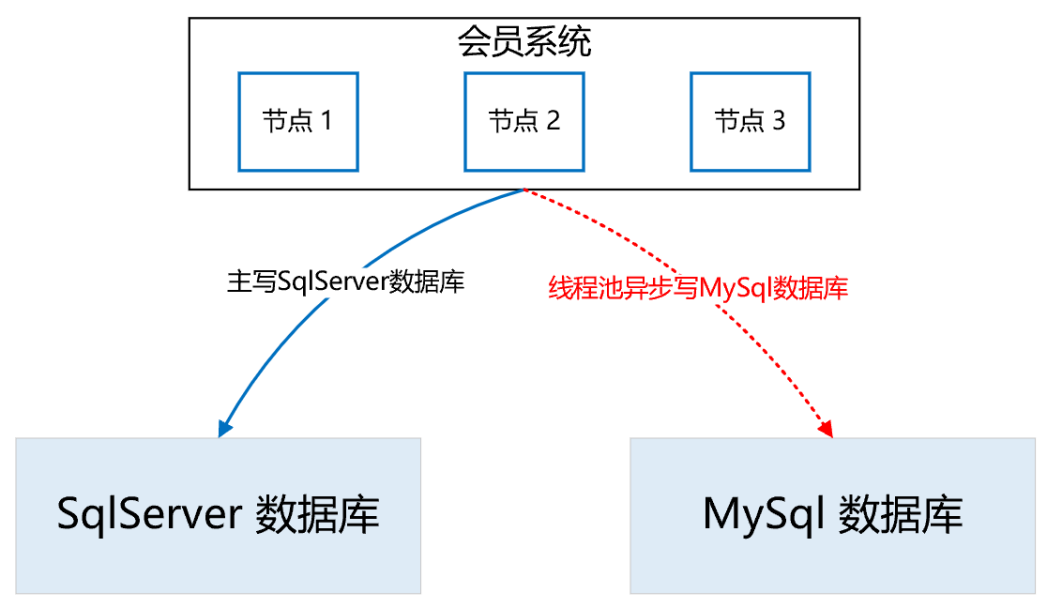 会员系统
节点 1
节点 2
节点 3
主写SqlServer数据库
线程池异步写MySql数据库
SqlServer 数据库
MySql 数据库